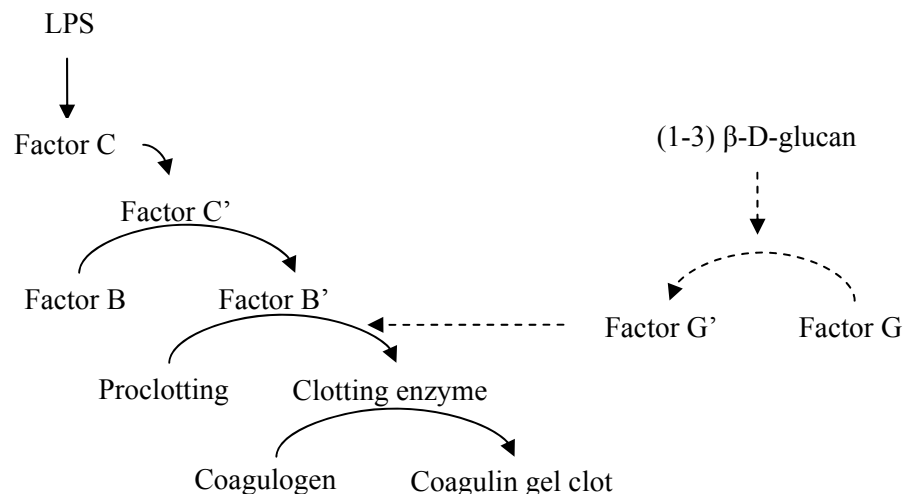 LPS
Factor C
(1-3) β-D-glucan
Factor C’
Factor B
Factor B’
Factor G’
Factor G
Proclotting
Clotting enzyme
Coagulogen
Coagulin gel clot